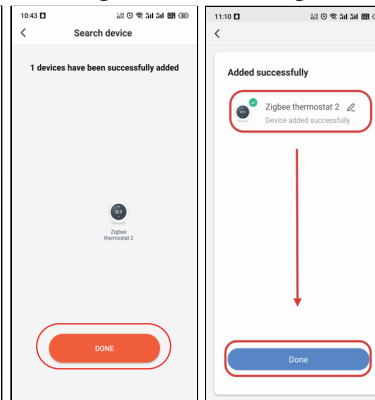 10:43
Search device
1 devices have been successfully added
Zigbee
thermostat 2
DONE
11:10
Added successfully
Zigbee thermostat 2
Device added successfully
Done